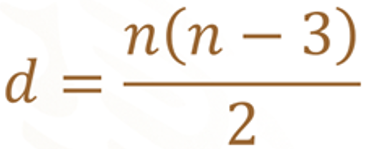 d = n(n − 3) / 2